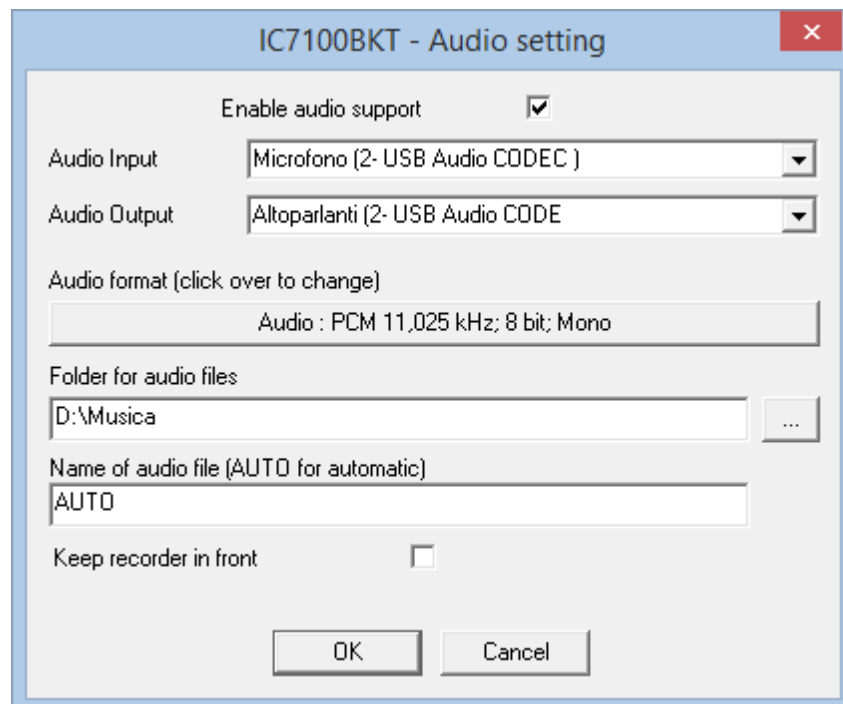 IC7100BKT - Audio setting
Enable audio support
Audio Input
Microfono (2- USB Audio CODEC )
Audio Output
Altoparlanti (2- USB Audio CODE
Audio format (click over to change)
Audio : PCM 11,025 kHz; 8 bit; Mono
Folder for audio files
D:\Musica
...
Name of audio file (AUTO for automatic)
AUTO
Keep recorder in front
OK
Cancel